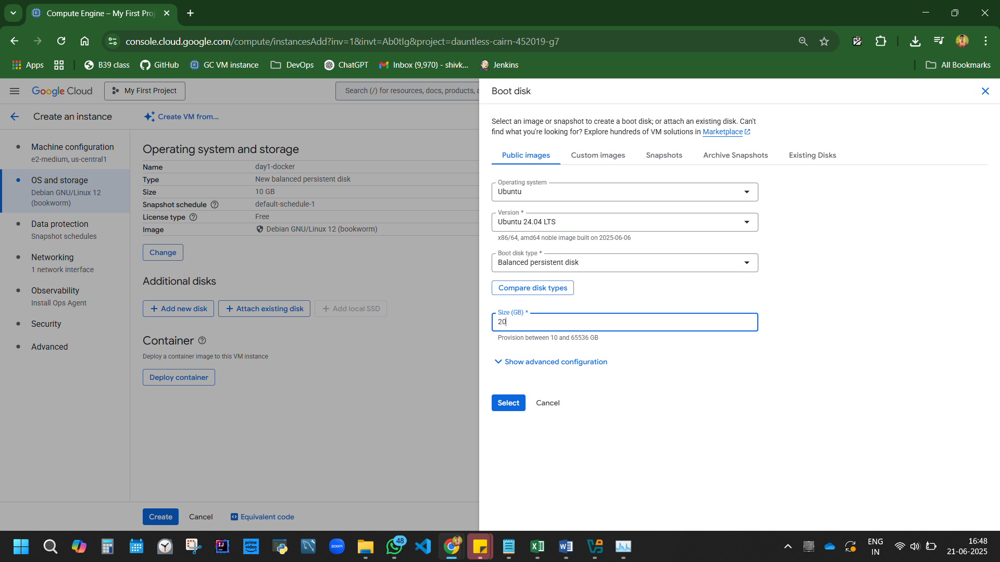 Compute Engine – My First Proj
console.cloud.google.com/compute/instancesAdd?inv=1&invt=Ab0tIg&project=dauntless-cairn-452019-g7
Apps
B39 class
GitHub
GC VM instance
DevOps
ChatGPT
Inbox (9,970) - shivk...
Jenkins
All Bookmarks
Google Cloud
My First Project
Search (/) for resources, docs, products, a
Create an instance
Create VM from...
Machine configuration
e2-medium, us-central1
OS and storage
Debian GNU/Linux 12
(bookworm)
Data protection
Snapshot schedules
Networking
1 network interface
Observability
Install Ops Agent
Security
Advanced
Operating system and storage
Name day1-docker
Type New balanced persistent disk
Size 10 GB
Snapshot schedule default-schedule-1
License type Free
Image Debian GNU/Linux 12 (bookworm)
Change
Additional disks
Add new disk
Attach existing disk
Add local SSD
Container
Deploy a container image to this VM instance
Deploy container
Create
Cancel
Equivalent code
Boot disk
Select an image or snapshot to create a boot disk; or attach an existing disk. Can't
find what you're looking for? Explore hundreds of VM solutions in Marketplace
Public images
Custom images
Snapshots
Archive Snapshots
Existing Disks
Operating system
Ubuntu
Version *
Ubuntu 24.04 LTS
x86/64, amd64 noble image built on 2025-06-06
Boot disk type *
Balanced persistent disk
Compare disk types
Size (GB) *
20
Provision between 10 and 65536 GB
Show advanced configuration
Select
Cancel
IJ
prime
video
zoom
48
ENG
IN
16:48
21-06-2025